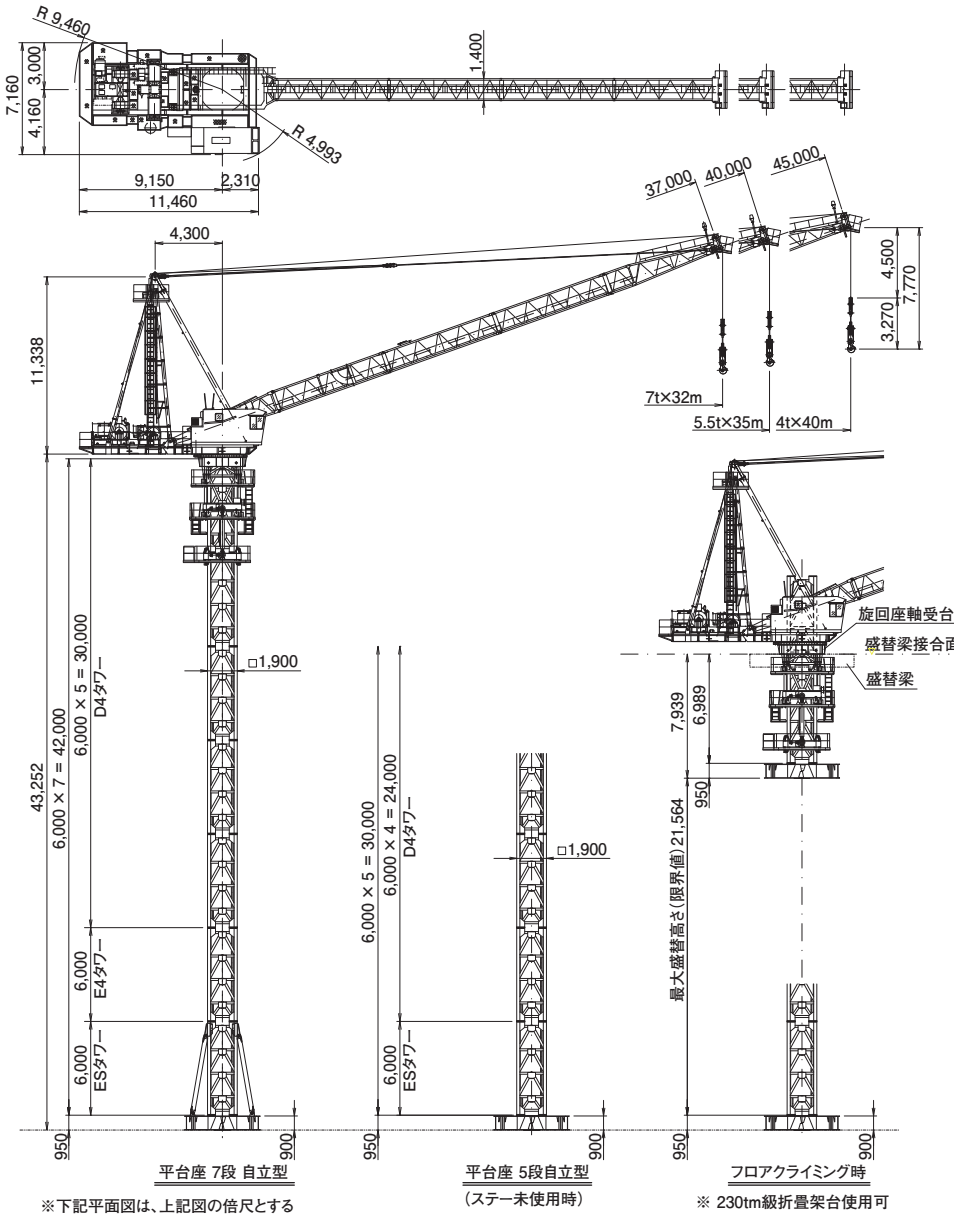 R 9,460
7,160
3,000
4,160
1,400
R 4,993
9,150
2,310
11,460
4,300
37,000
40,000
45,000
4,500
7,770
3,270
11,338
7t×32m
5.5t×35m
4t×40m
43,252
6,000 × 7 = 42,000
6,000 × 5 = 30,000
D4タワー
□1,900
6,000
E4タワー
6,000
ESタワー
950
900
平台座 7段 自立型
※下記平面図は、上記図の倍尺とする
6,000 × 5 = 30,000
6,000 × 4 = 24,000
D4タワー
□1,900
6,000
ESタワー
950
900
平台座 5段自立型
(ステー未使用時)
旋回座軸受台
盛替梁接合面
盛替梁
7,939
6,989
950
最大盛替高さ(限界値) 21,564
950
900
フロアクライミング時
※ 230tm級折畳架台使用可